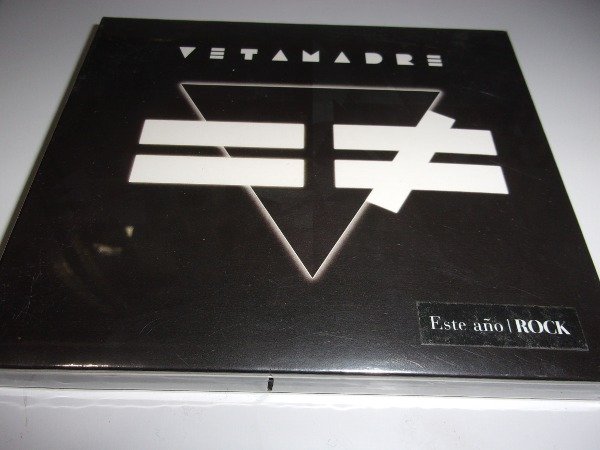 VETAMADRE
= ≠
Este año | ROCK